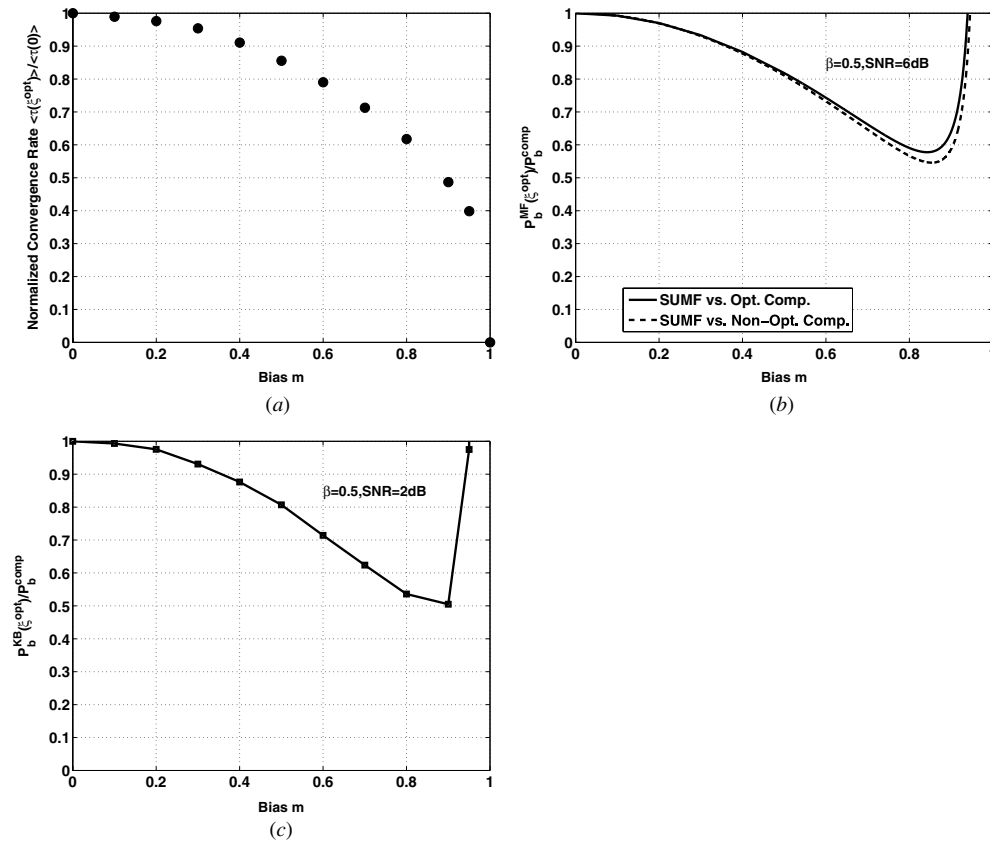 1
0.9
0.8
0.7
0.6
0.5
0.4
0.3
0.2
0.1
0
0 0.2 0.4 0.6 0.8 1
Normalized Convergence Rate <τ(ξ^opt)>/<τ(0)>
Bias m
(a)
1
0.9
0.8
0.7
0.6
0.5
0.4
0.3
0.2
0.1
0
0 0.2 0.4 0.6 0.8 1
P_b^MF(ξ^opt)/P_b^comp
β=0.5,SNR=6dB
SUMF vs. Opt. Comp.
SUMF vs. Non−Opt. Comp.
Bias m
(b)
1
0.9
0.8
0.7
0.6
0.5
0.4
0.3
0.2
0.1
0
0 0.2 0.4 0.6 0.8 1
P_b^KB(ξ^opt)/P_b^comp
β=0.5,SNR=2dB
Bias m
(c)